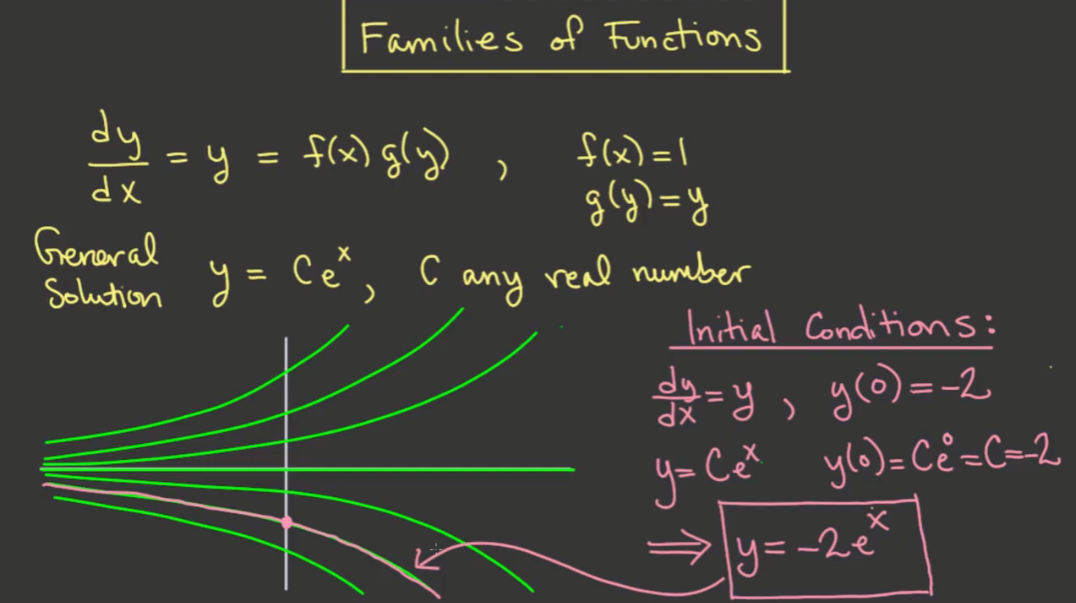 Families of Functions
dy/dx = y = f(x) g(y) , f(x) = 1
g(y) = y
General Solution y = Ce^x , C any real number
Initial Conditions:
dy/dx = y , y(0) = -2
y = Ce^x y(0) = Ce^0 = C = -2
⇒ y = -2e^x